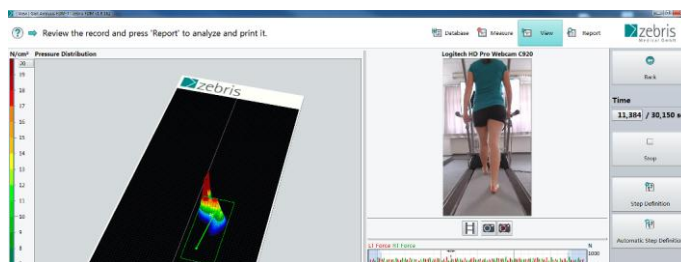 Review the record and press 'Report' to analyze and print it.
Database
Measure
View
Report
zebris
Medical GmbH
N/cm²
Pressure Distribution
Logitech HD Pro Webcam C920
20
19
18
17
16
15
14
13
12
11
10
9
8
zebris
Back
Time
11,384 / 30,150 s
Stop
Step Definition
Automatic Step Definitio
LT Force RT Force
N
1000